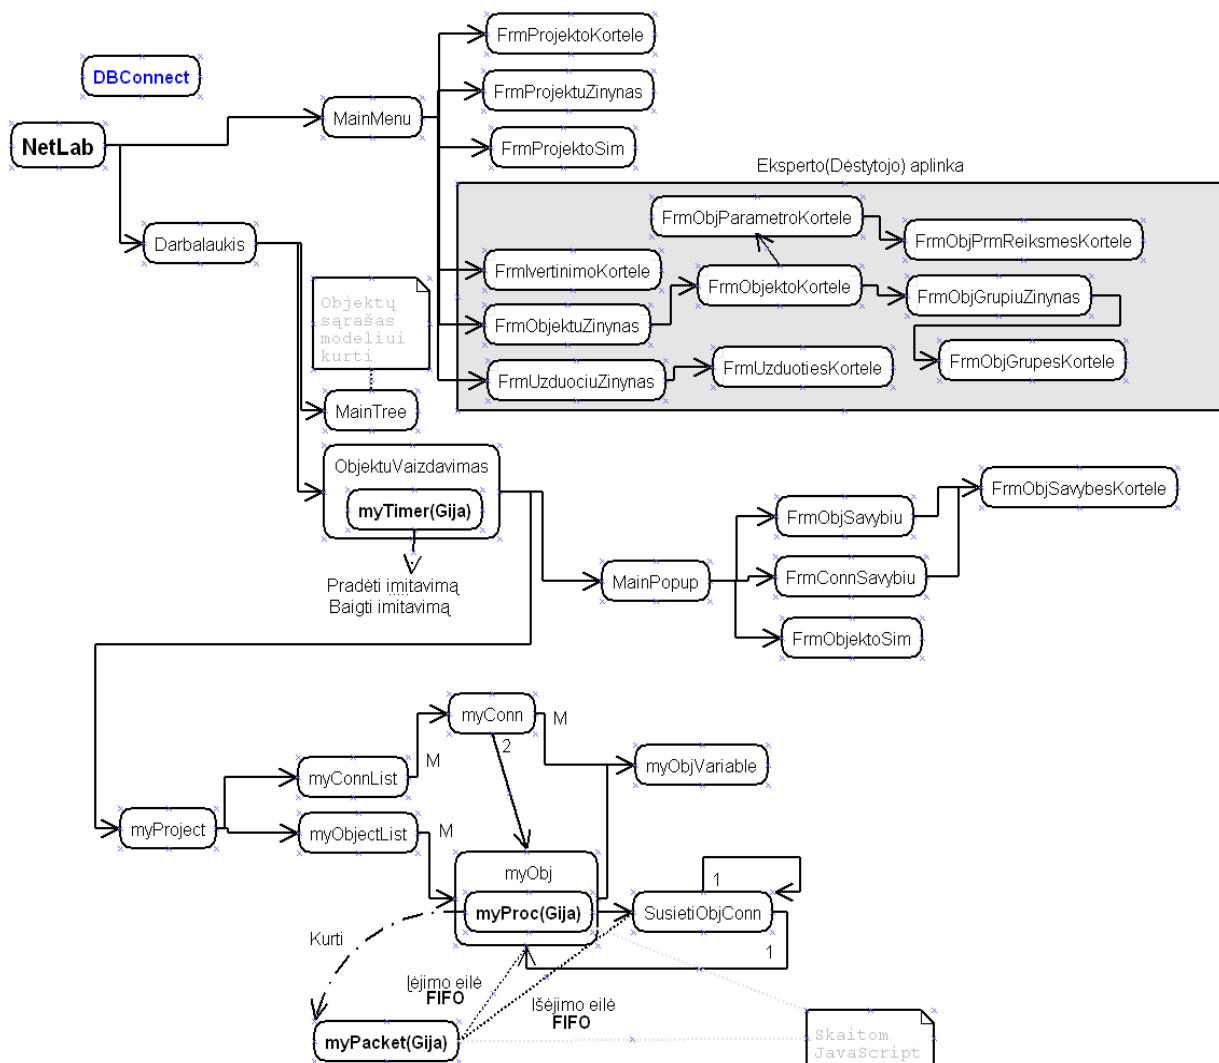 FrmProjektoKortele
DBConnect
FrmProjektuZinynas
MainMenu
NetLab
FrmProjektoSim
Eksperto(Dėstytojo) aplinka
FrmObjParametroKortele
Darbalaukis
FrmObjPrmReiksmesKortele
FrmIvertinimoKortele
FrmObjektoKortele
FrmObjGrupiuZinynas
Objektų
sąrašas
modeliui
kurti
FrmObjektuZinynas
FrmObjGrupesKortele
FrmUzduociuZinynas
FrmUzduotiesKortele
MainTree
ObjektuVaizdavimas
myTimer(Gija)
FrmObjSavybesKortele
FrmObjSavybiu
Pradėti imitavimą
Baigti imitavimą
MainPopup
FrmConnSavybiu
FrmObjektoSim
myConn
M
2
myConnList
M
myObjVariable
myProject
myObjectList
M
myObj
myProc(Gija)
SusietiObjConn
1
1
Kurti
Įėjimo eilė
FIFO
Išėjimo eilė
FIFO
myPacket(Gija)
Skaitom
JavaScript